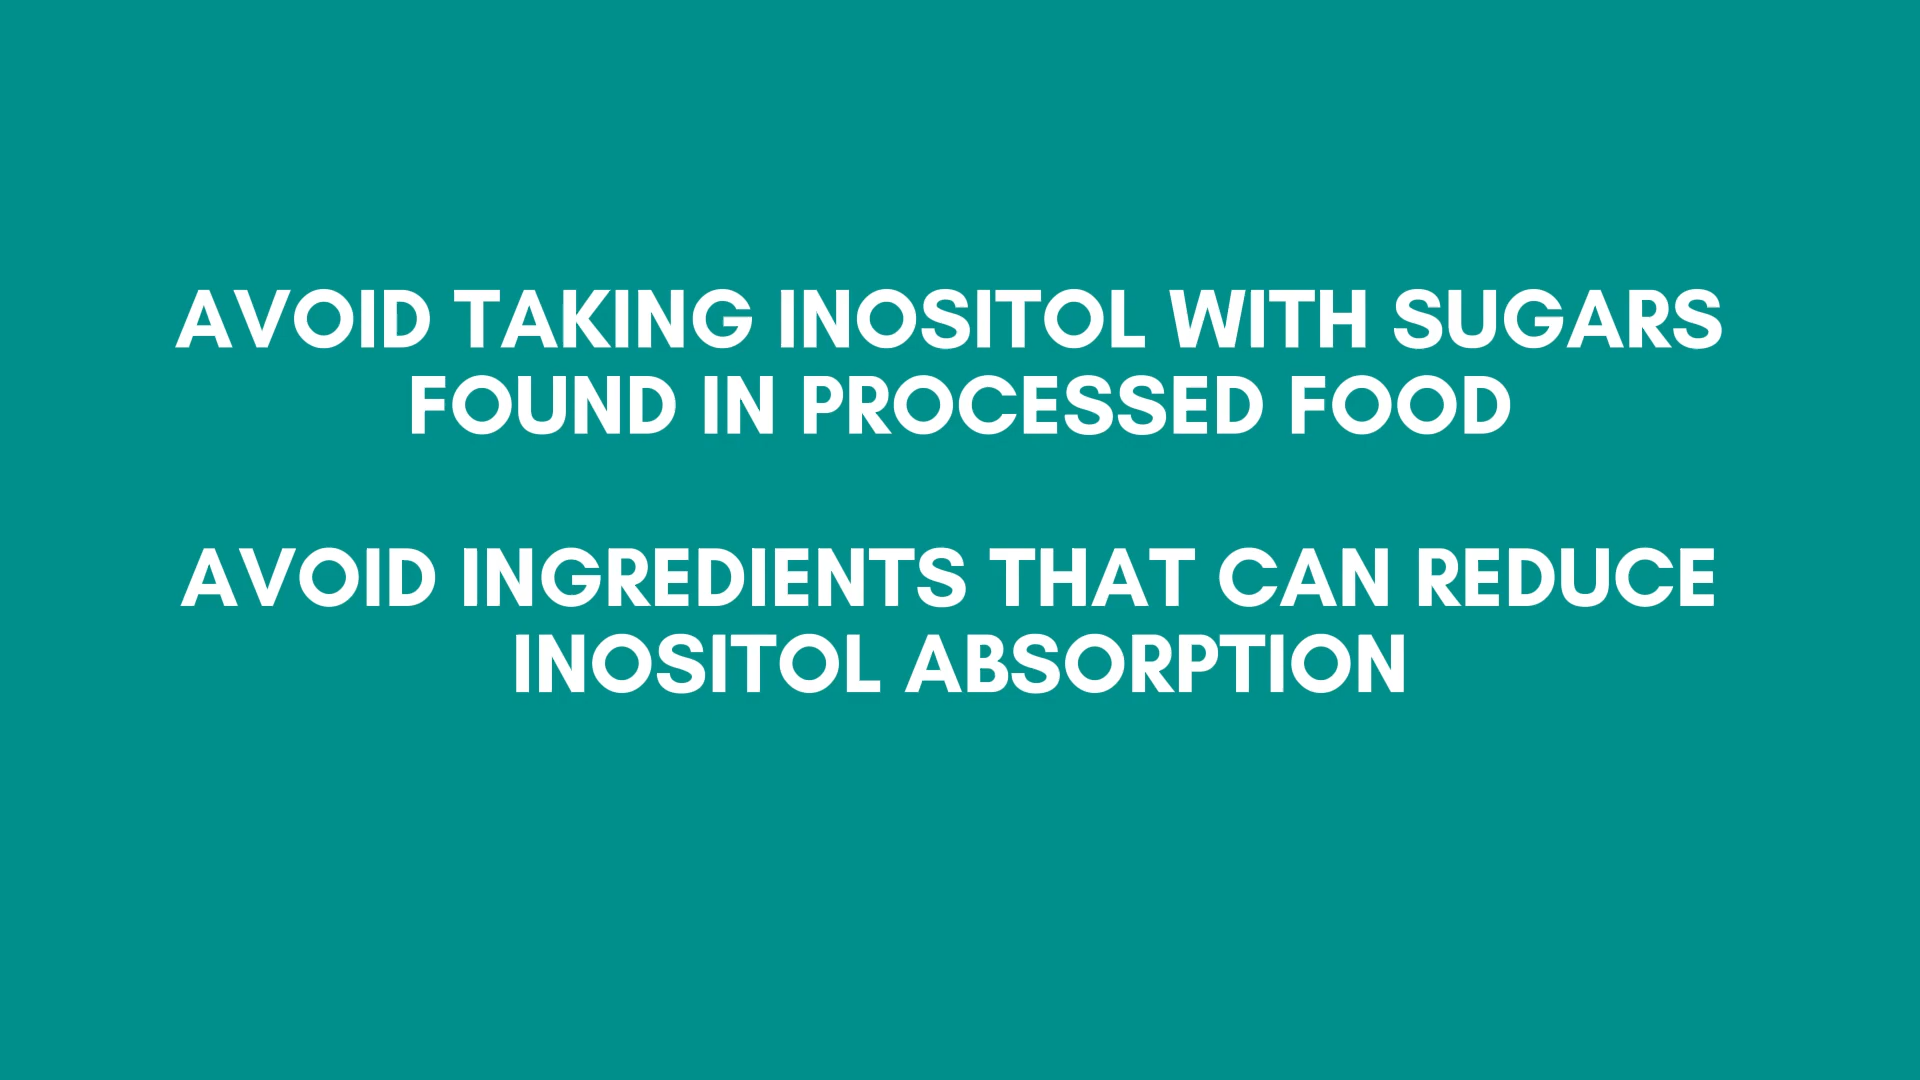 AVOID TAKING INOSITOL WITH SUGARS
FOUND IN PROCESSED FOOD
AVOID INGREDIENTS THAT CAN REDUCE
INOSITOL ABSORPTION